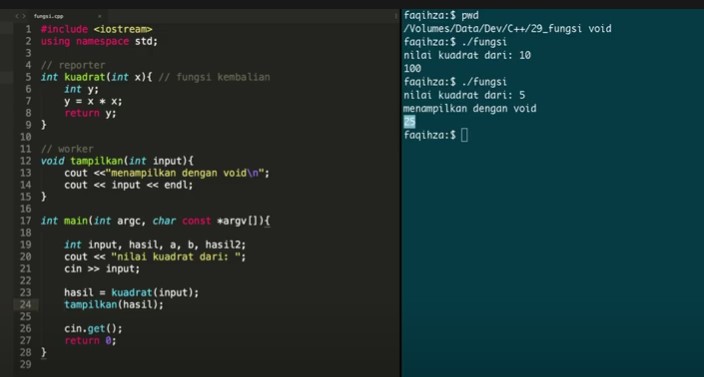 fungsi.cpp
1 #include <iostream>
2 using namespace std;
3
4 // reporter
5 int kuadrat(int x){ // fungsi kembalian
6 int y;
7 y = x * x;
8 return y;
9 }
10
11 // worker
12 void tampilkan(int input){
13 cout <<"menampilkan dengan void\n";
14 cout << input << endl;
15 }
16
17 int main(int argc, char const *argv[]){
18
19 int input, hasil, a, b, hasil2;
20 cout << "nilai kuadrat dari: ";
21 cin >> input;
22
23 hasil = kuadrat(input);
24 tampilkan(hasil);
25
26 cin.get();
27 return 0;
28 }
29
faqihza:$ pwd
/Volumes/Data/Dev/C++/29_fungsi void
faqihza:$ ./fungsi
nilai kuadrat dari: 10
100
faqihza:$ ./fungsi
nilai kuadrat dari: 5
menampilkan dengan void
25
faqihza:$